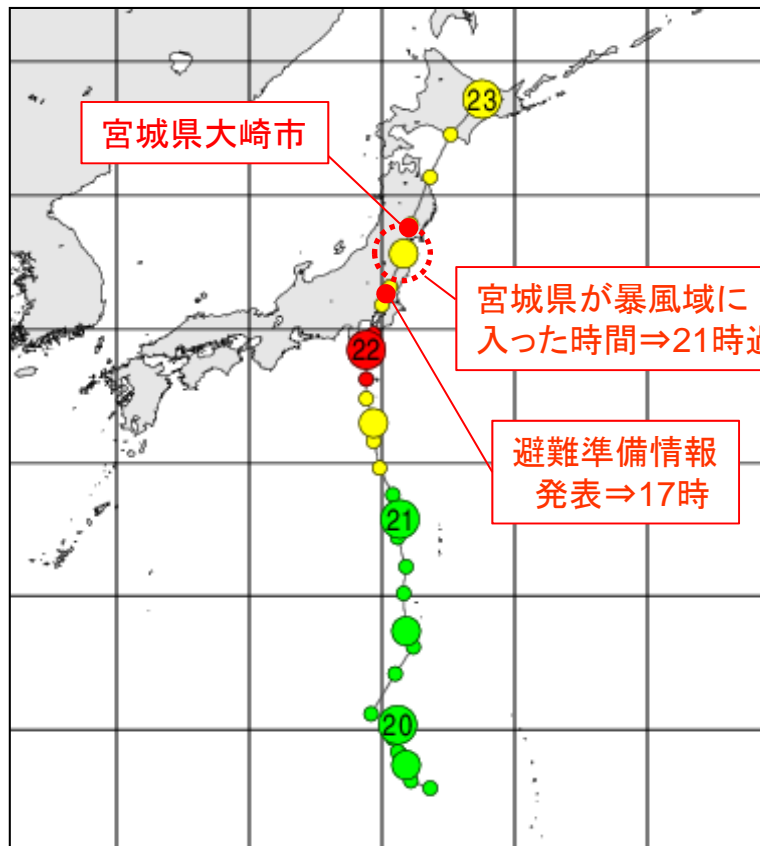 23
宮城県大崎市
宮城県が暴風域に
入った時間⇒21時過
22
避難準備情報
発表⇒17時
21
20